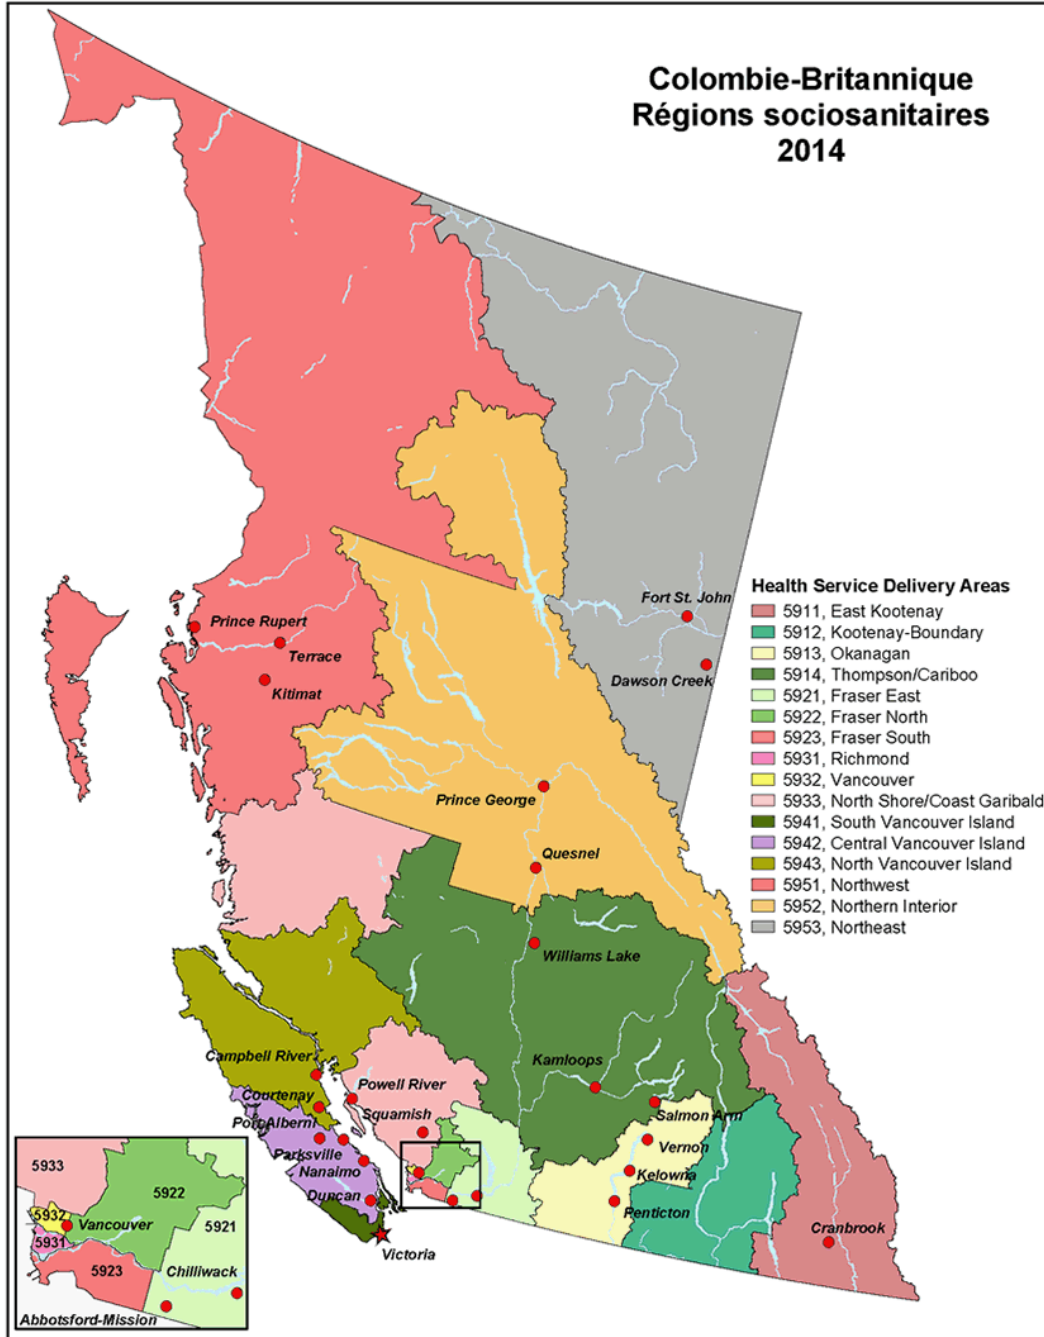 Colombie-Britannique
Régions sociosanitaires
2014
Fort St. John
Health Service Delivery Areas
5911, East Kootenay
5912, Kootenay-Boundary
5913, Okanagan
5914, Thompson/Cariboo
5921, Fraser East
5922, Fraser North
5923, Fraser South
5931, Richmond
5932, Vancouver
5933, North Shore/Coast Garibald
5941, South Vancouver Island
5942, Central Vancouver Island
5943, North Vancouver Island
5951, Northwest
5952, Northern Interior
5953, Northeast
Prince Rupert
Terrace
Kitimat
Dawson Creek
Prince George
Quesnel
Williams Lake
Campbell River
Kamloops
Powell River
Courtenay
Squamish
Salmon Arm
Port Alberni
Parksville
Vernon
Nanaimo
Kelowna
Duncan
Penticton
Cranbrook
Victoria
5933
5922
5932
Vancouver
5921
5931
5923
Chilliwack
Abbotsford-Mission